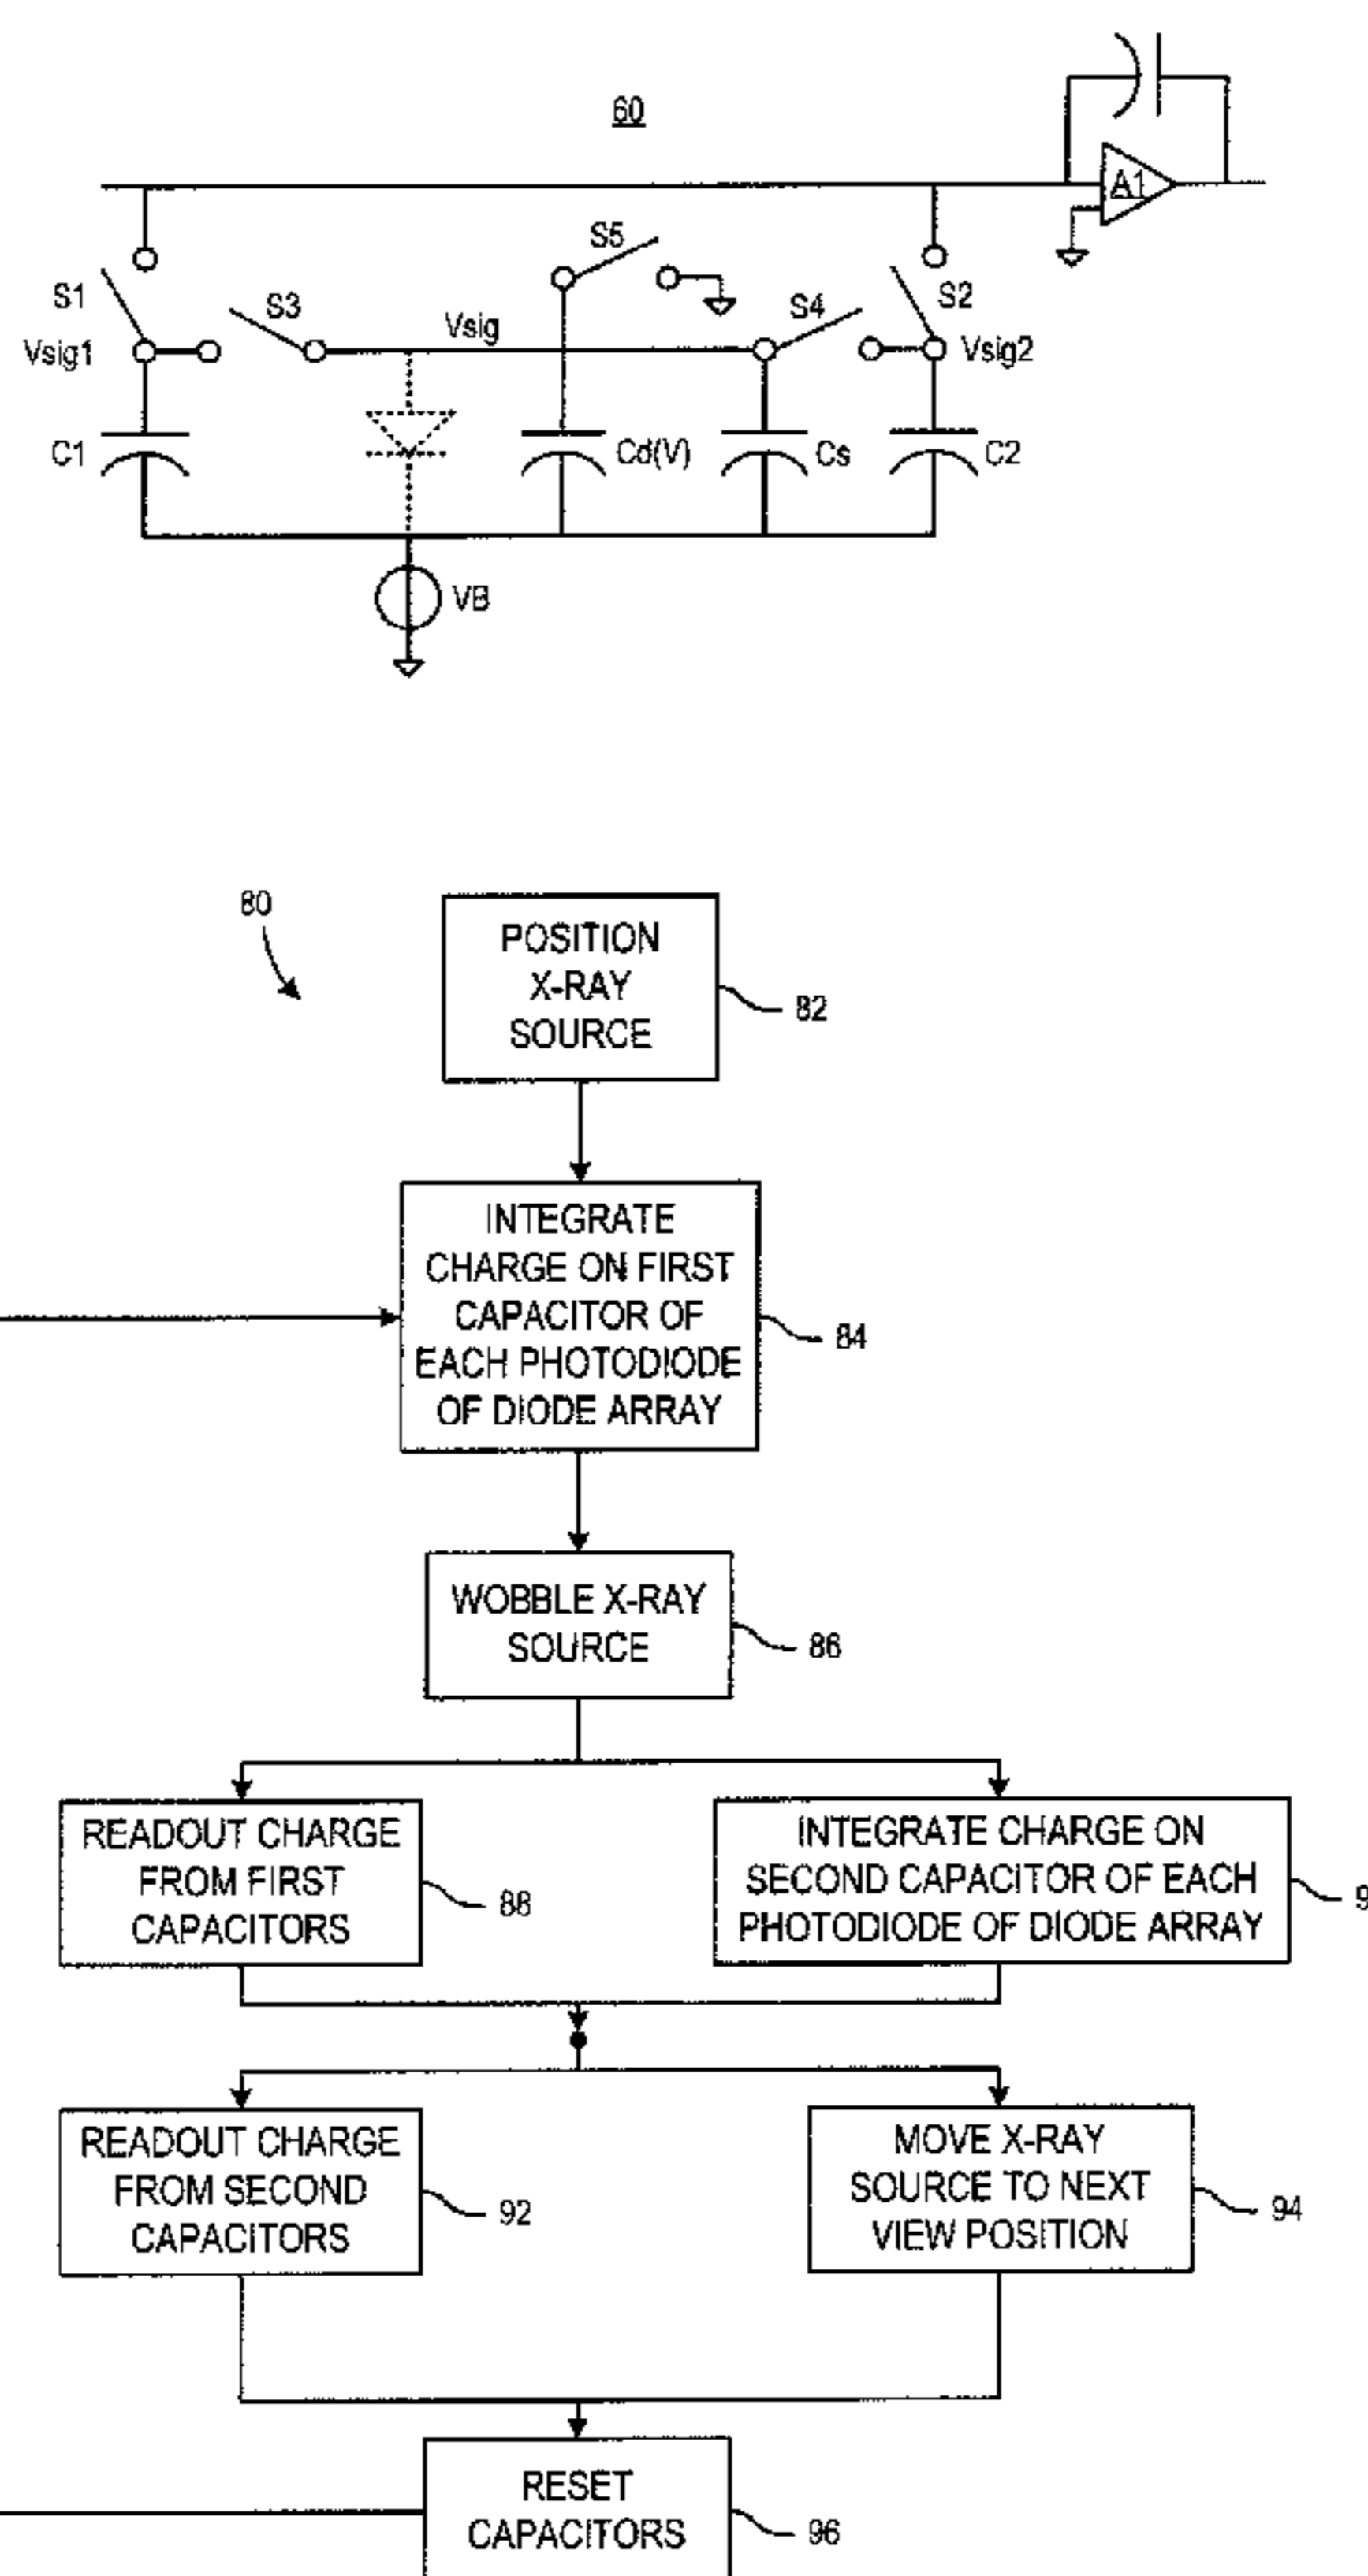 60
A1
S5
S1
S3
S4
S2
Vsig
Vsig1
Vsig2
C1
Cd(V)
Cs
C2
VB
80
POSITION
X-RAY
SOURCE
82
INTEGRATE
CHARGE ON FIRST
CAPACITOR OF
EACH PHOTODIODE
OF DIODE ARRAY
84
WOBBLE X-RAY
SOURCE
86
READOUT CHARGE
FROM FIRST
CAPACITORS
88
INTEGRATE CHARGE ON
SECOND CAPACITOR OF EACH
PHOTODIODE OF DIODE ARRAY
READOUT CHARGE
FROM SECOND
CAPACITORS
92
MOVE X-RAY
SOURCE TO NEXT
VIEW POSITION
94
RESET
CAPACITORS
96